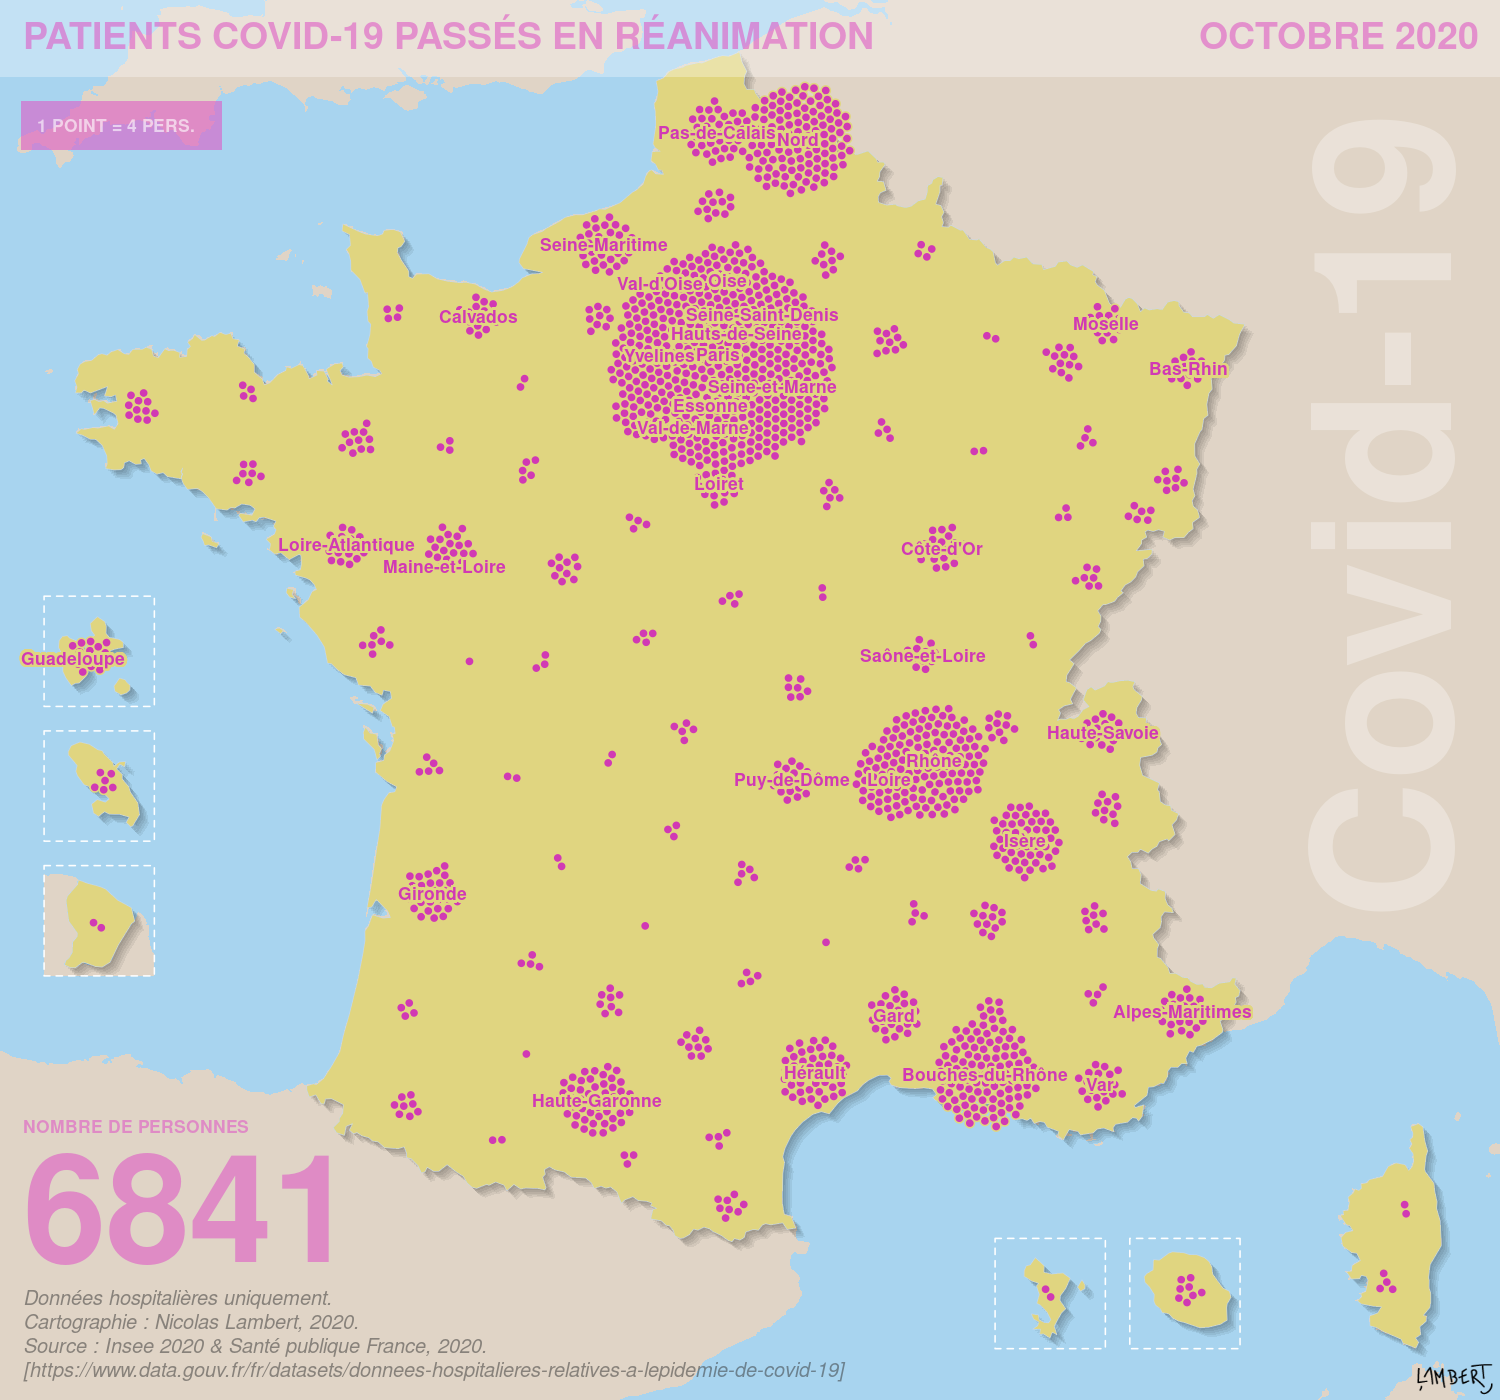 PATIENTS COVID-19 PASSÉS EN RÉANIMATION
OCTOBRE 2020
1 POINT = 4 PERS.
Covid-19
Pas-de-Calais
Nord
Seine-Maritime
Val-d'Oise
Oise
Calvados
Seine-Saint-Denis
Moselle
Hauts-de-Seine
Yvelines
Paris
Bas-Rhin
Seine-et-Marne
Essonne
Val-de-Marne
Loiret
Loire-Atlantique
Maine-et-Loire
Côte-d'Or
Guadeloupe
Saône-et-Loire
Haute-Savoie
Rhône
Puy-de-Dôme
Loire
Isère
Gironde
Gard
Alpes-Maritimes
Hérault
Bouches-du-Rhône
Var
Haute-Garonne
NOMBRE DE PERSONNES
6841
Données hospitalières uniquement.
Cartographie : Nicolas Lambert, 2020.
Source : Insee 2020 & Santé publique France, 2020.
[https://www.data.gouv.fr/fr/datasets/donnees-hospitalieres-relatives-a-lepidemie-de-covid-19]
LAMBERT